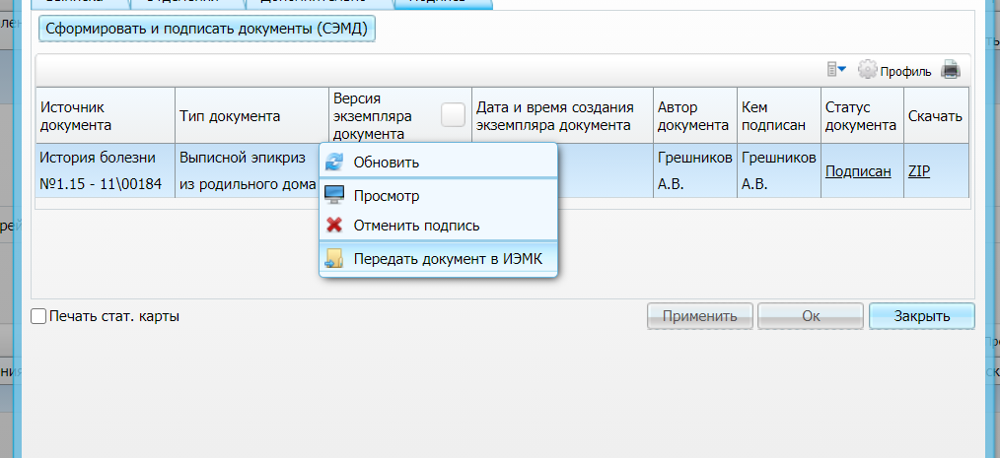 Подпись
Сформировать и подписать документы (СЭМД)
Профиль
Источник документа
Тип документа
Версия экземпляра документа
Дата и время создания экземпляра документа
Автор документа
Кем подписан
Статус документа
Скачать
История болезни
№1.15 - 11\00184
Выписной эпикриз
из родильного дома
Грешников
А.В.
Грешников
А.В.
Подписан
ZIP
Обновить
Просмотр
Отменить подпись
Передать документ в ИЭМК
Печать стат. карты
Применить
Ок
Закрыть